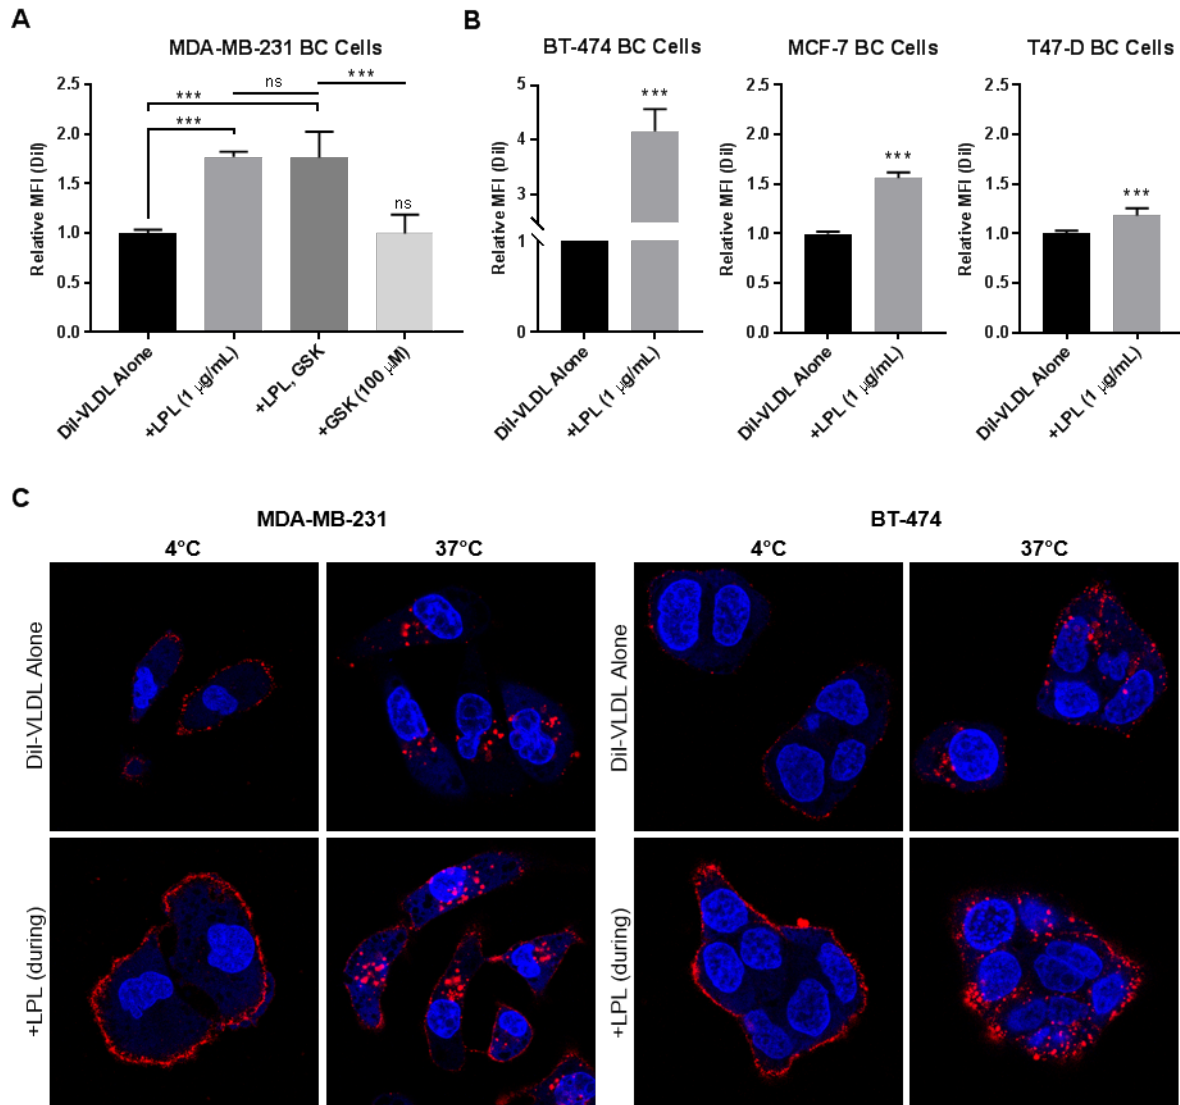 A
MDA-MB-231 BC Cells
Relative MFI (DiI)
2.5
2.0
1.5
1.0
0.5
0.0
***
***
ns
***
ns
DiI-VLDL Alone
+LPL (1 μg/mL)
+LPL, GSK
+GSK (100 μM)
B
BT-474 BC Cells
Relative MFI (DiI)
5
4
3
1
0
***
DiI-VLDL Alone
+LPL (1 μg/mL)
MCF-7 BC Cells
Relative MFI (DiI)
2.5
2.0
1.5
1.0
0.5
0.0
***
DiI-VLDL Alone
+LPL (1 μg/mL)
T47-D BC Cells
Relative MFI (DiI)
2.5
2.0
1.5
1.0
0.5
0.0
***
DiI-VLDL Alone
+LPL (1 μg/mL)
C
MDA-MB-231
BT-474
4°C
37°C
4°C
37°C
DiI-VLDL Alone
DiI-VLDL Alone
+LPL (during)
+LPL (during)